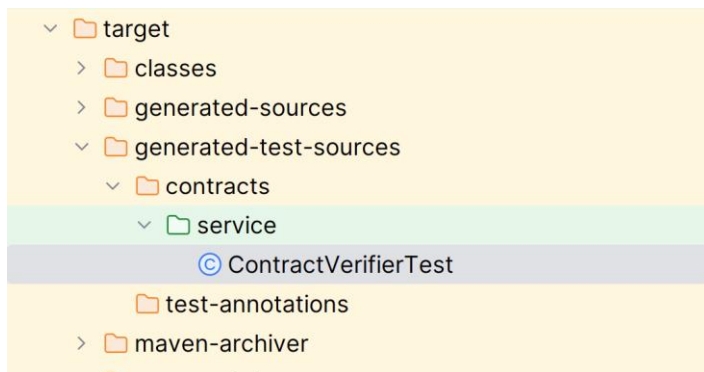 target
classes
generated-sources
generated-test-sources
contracts
service
© ContractVerifierTest
test-annotations
maven-archiver